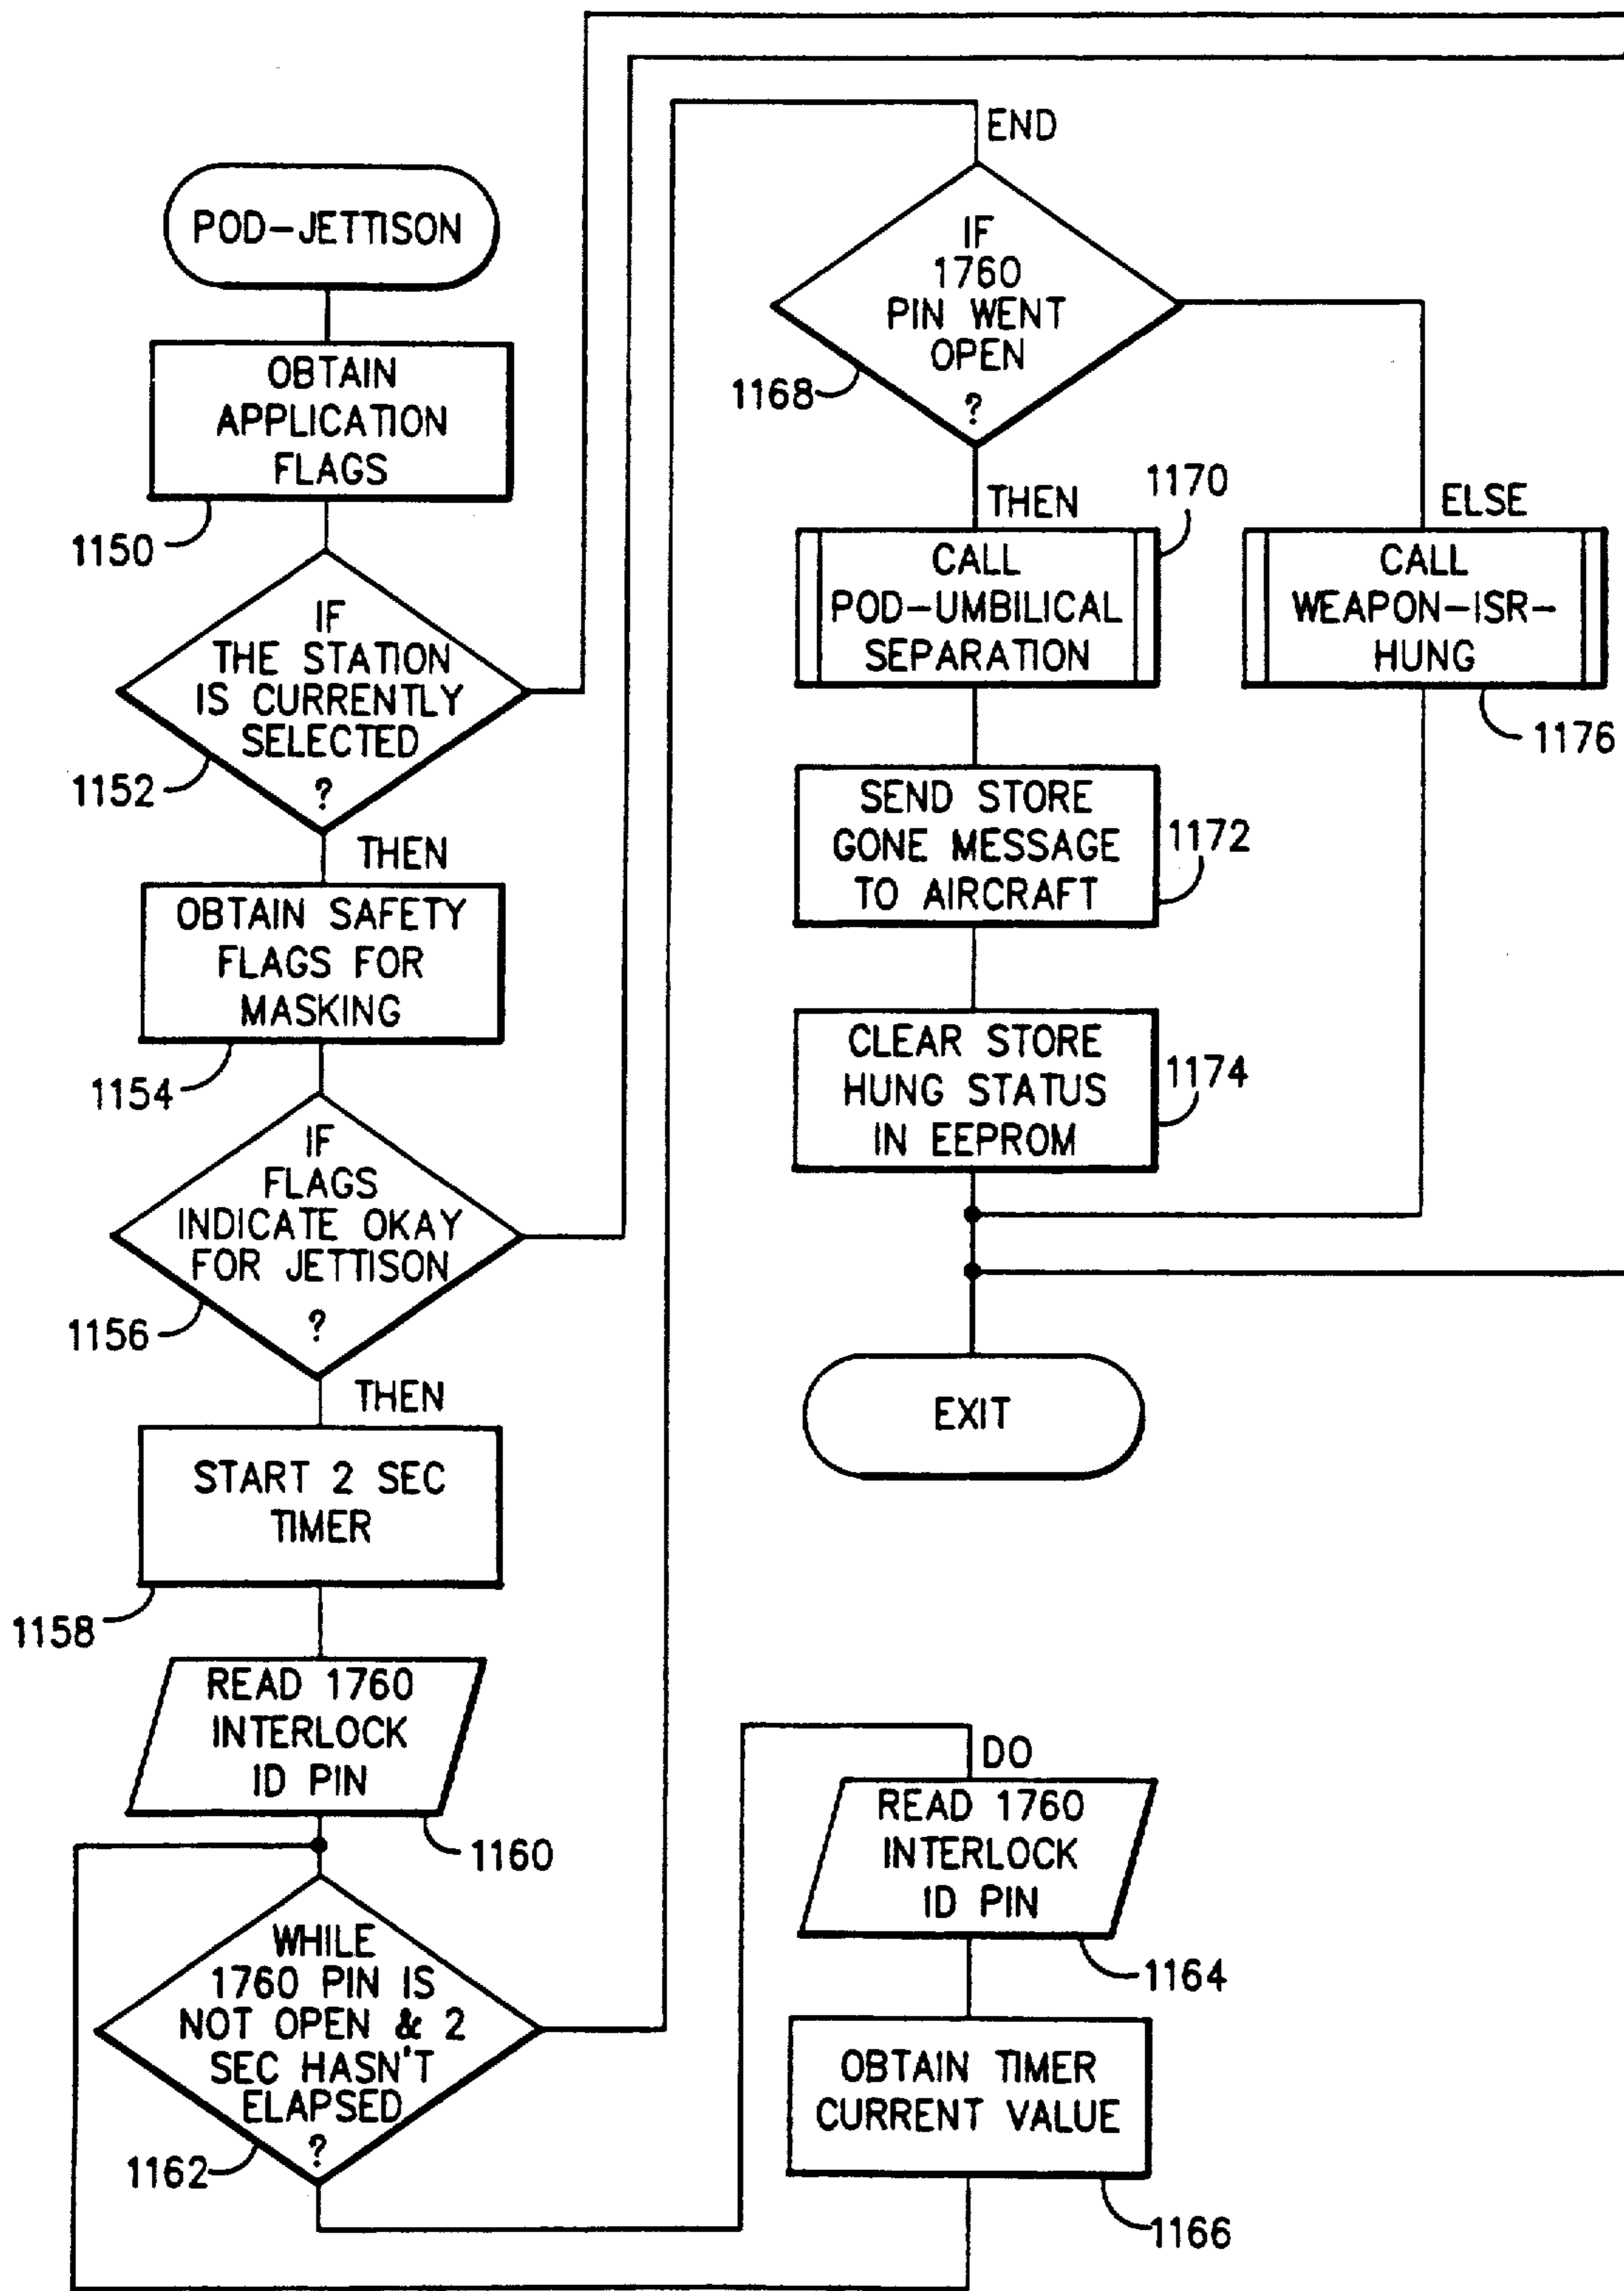 POD-JETTISON
OBTAIN
APPLICATION
FLAGS
1150
IF
THE STATION
IS CURRENTLY
SELECTED
?
1152
THEN
OBTAIN SAFETY
FLAGS FOR
MASKING
1154
IF
FLAGS
INDICATE OKAY
FOR JETTISON
?
1156
THEN
START 2 SEC
TIMER
1158
READ 1760
INTERLOCK
ID PIN
1160
WHILE
1760 PIN IS
NOT OPEN & 2
SEC HASN'T
ELAPSED
?
1162
DO
READ 1760
INTERLOCK
ID PIN
1164
OBTAIN TIMER
CURRENT VALUE
1166
END
IF
1760
PIN WENT
OPEN
?
1168
THEN
CALL
POD-UMBILICAL
SEPARATION
1170
SEND STORE
GONE MESSAGE
TO AIRCRAFT
1172
CLEAR STORE
HUNG STATUS
IN EEPROM
1174
ELSE
CALL
WEAPON-ISR-
HUNG
1176
EXIT